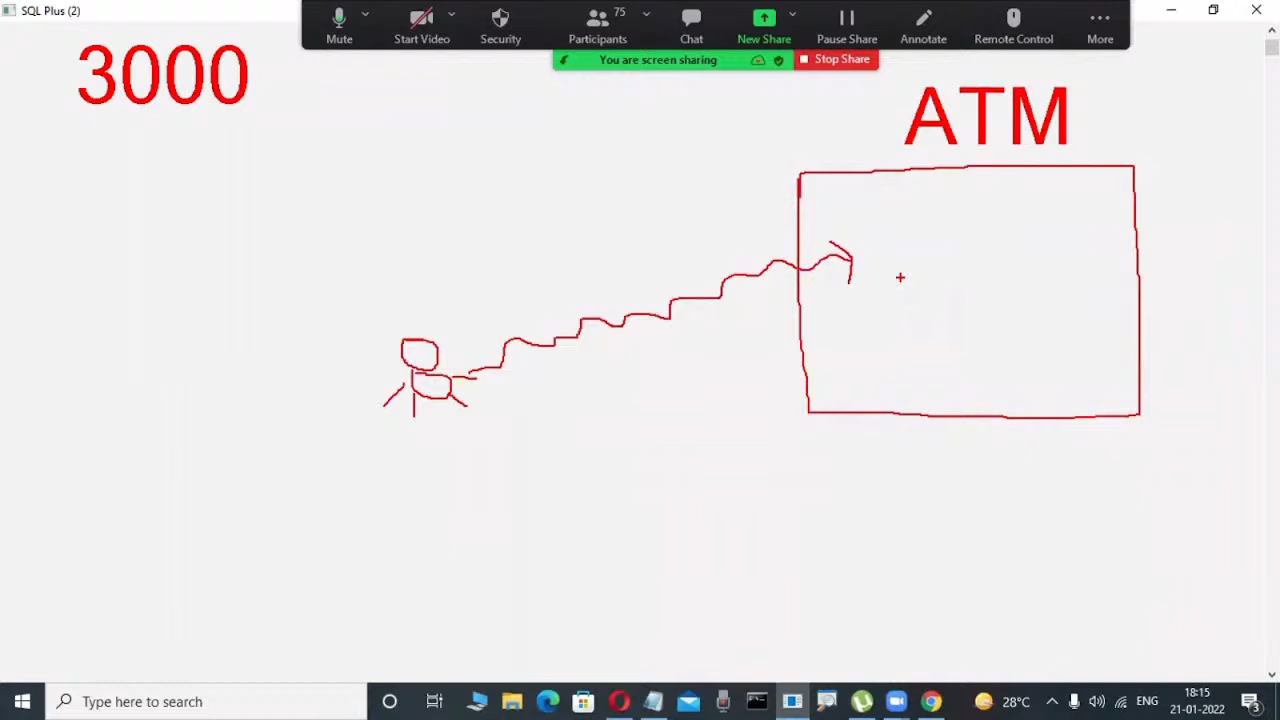 SQL Plus (2)
Mute
Start Video
Security
Participants
75
Chat
New Share
Pause Share
Annotate
Remote Control
More
You are screen sharing
Stop Share
3000
ATM
Type here to search
28°C
ENG
18:15
21-01-2022
3